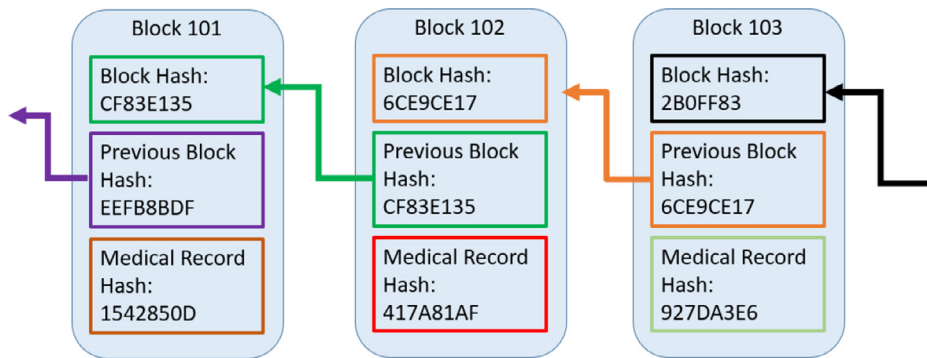 Block 101
Block Hash:
CF83E135
Previous Block
Hash:
EEFB8BDF
Medical Record
Hash:
1542850D
Block 102
Block Hash:
6CE9CE17
Previous Block
Hash:
CF83E135
Medical Record
Hash:
417A81AF
Block 103
Block Hash:
2B0FF83
Previous Block
Hash:
6CE9CE17
Medical Record
Hash:
927DA3E6